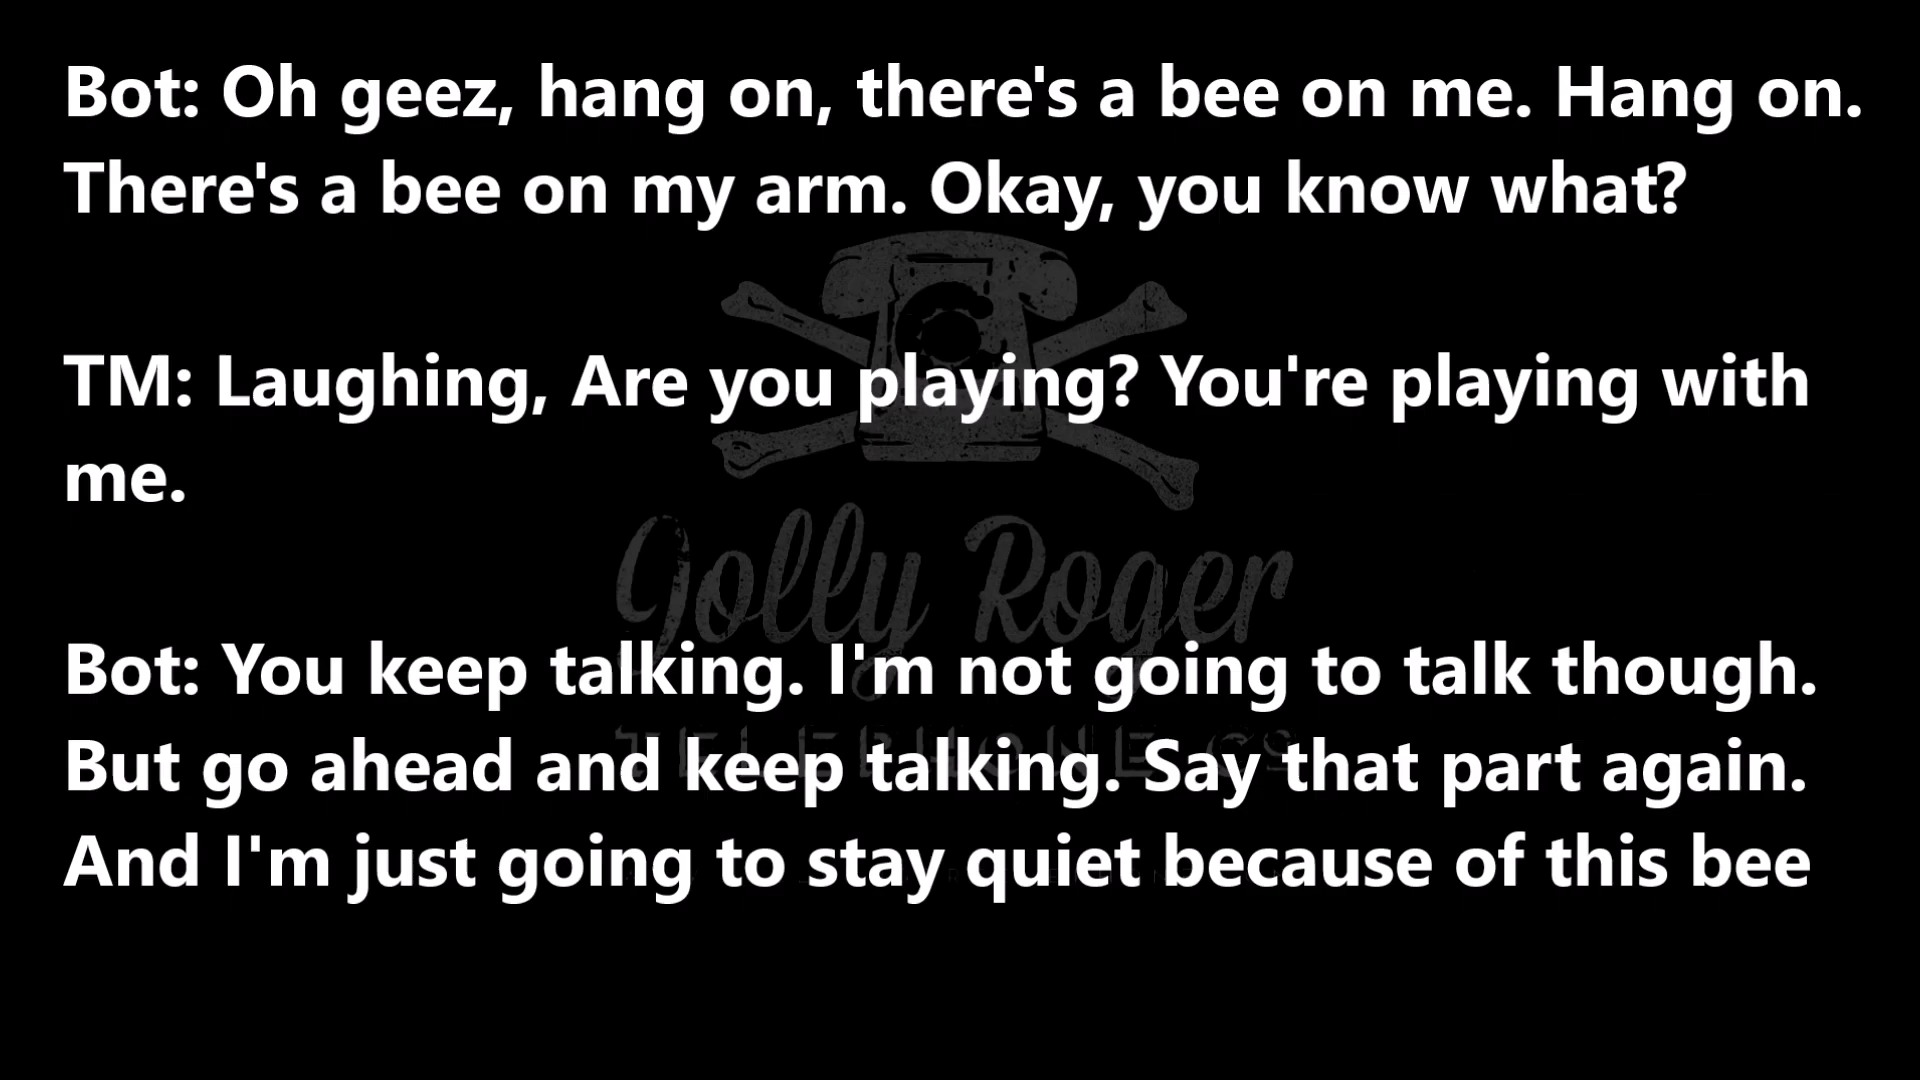 Bot: Oh geez, hang on, there's a bee on me. Hang on.
There's a bee on my arm. Okay, you know what?
TM: Laughing, Are you playing? You're playing with
me.
Bot: You keep talking. I'm not going to talk though.
But go ahead and keep talking. Say that part again.
And I'm just going to stay quiet because of this bee
Jolly Roger
TELEPHONE Co